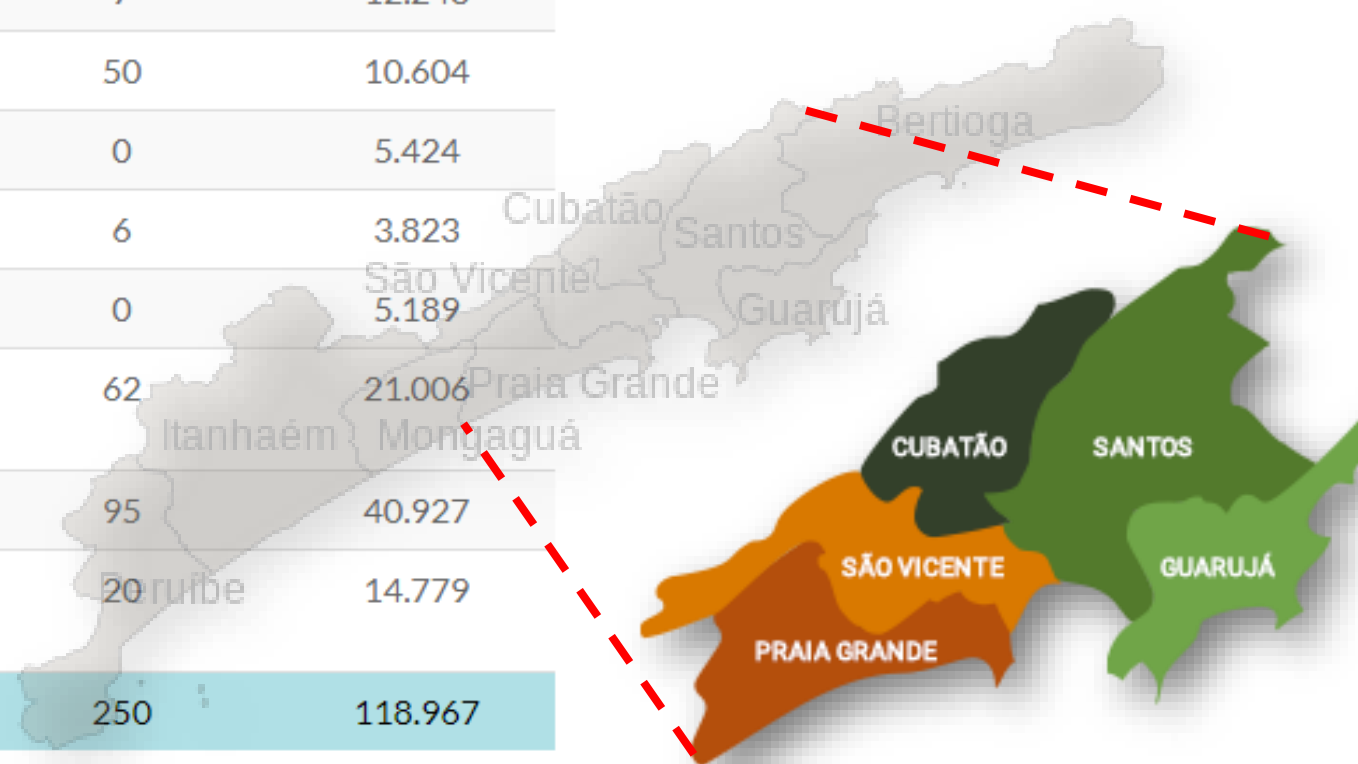 50 10.604
0 5.424
6 3.823
0 5.189
62 21.006
95 40.927
20 14.779
250 118.967
Bertioga
Cubatão
Santos
São Vicente
Guarujá
Praia Grande
Itanhaém
Mongaguá
Peruíbe
CUBATÃO
SANTOS
SÃO VICENTE
GUARUJÁ
PRAIA GRANDE